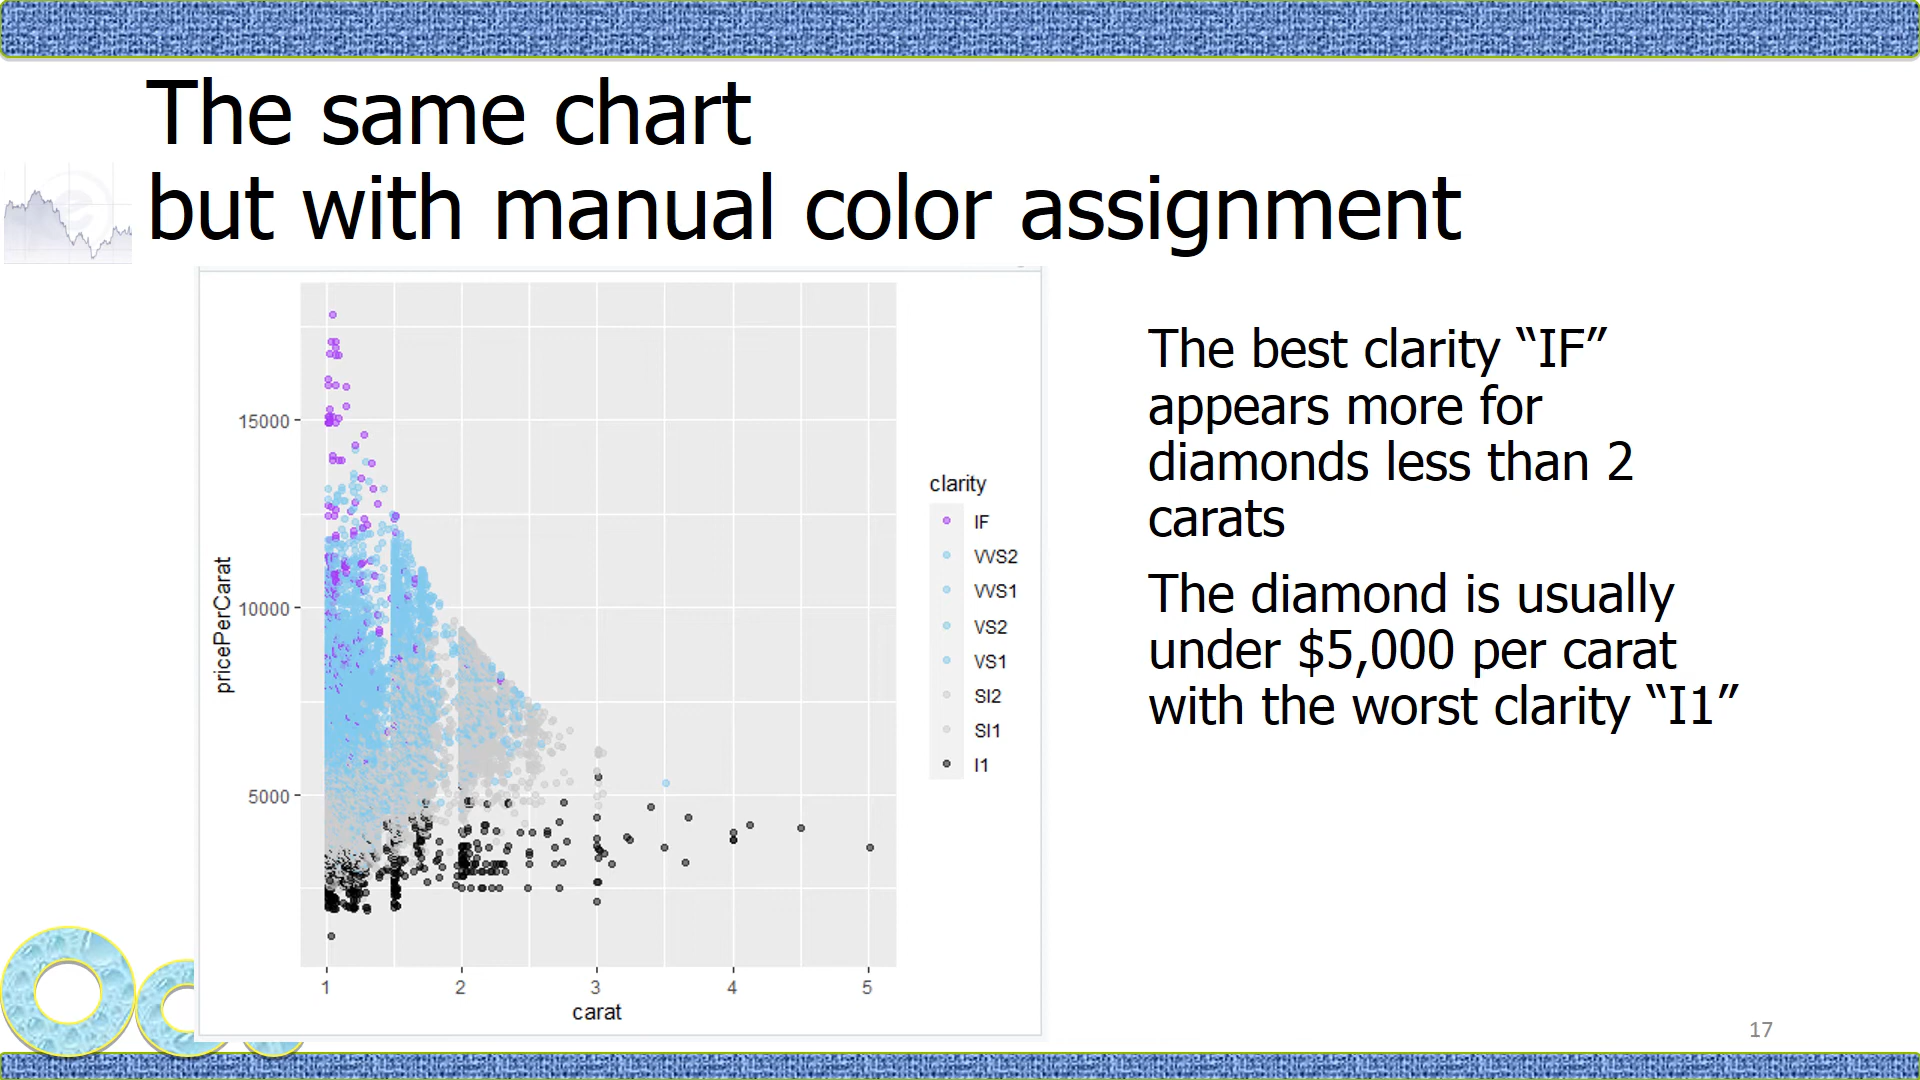 The same chart
but with manual color assignment
15000
10000
5000
pricePerCarat
1 2 3 4 5
carat
clarity
IF
VVS2
VVS1
VS2
VS1
SI2
SI1
I1
The best clarity “IF”
appears more for
diamonds less than 2
carats
The diamond is usually
under $5,000 per carat
with the worst clarity “I1”
17